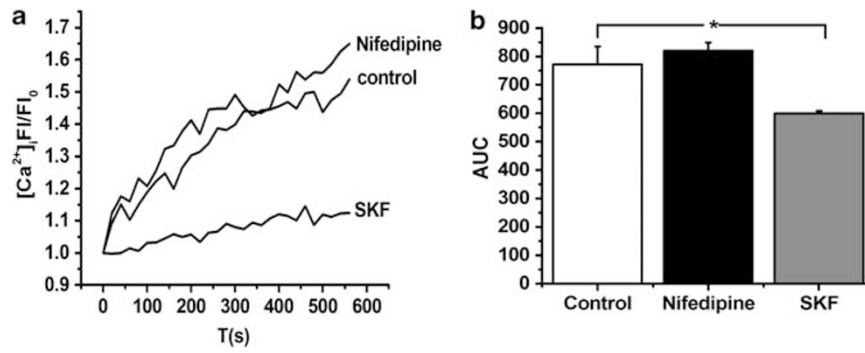 a
1.7
1.6
1.5
1.4
1.3
1.2
1.1
1.0
0.9
[Ca²⁺]ᵢFI/FI₀
Nifedipine
control
SKF
0 100 200 300 400 500 600
T(s)
b
900
800
700
600
500
400
300
200
100
0
AUC
*
Control Nifedipine SKF